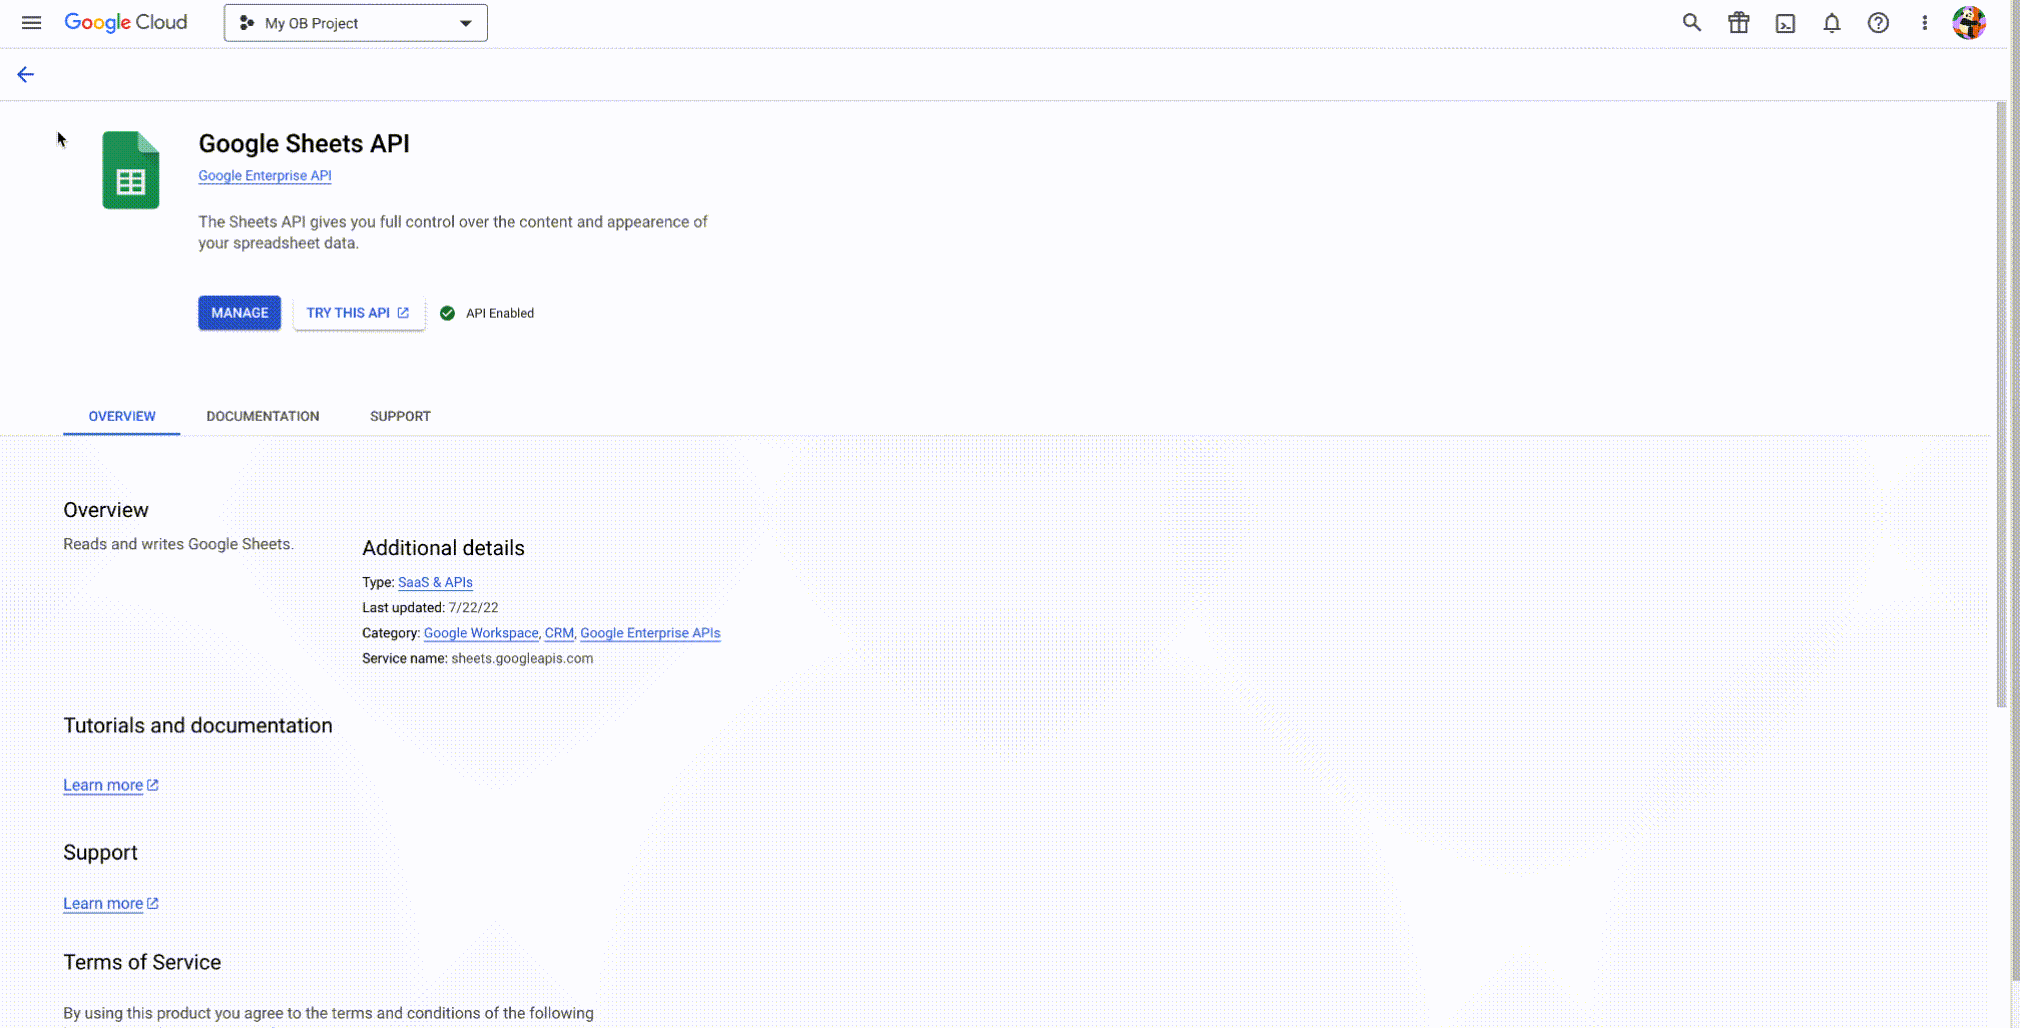 Google Cloud
My OB Project
Google Sheets API
Google Enterprise API
The Sheets API gives you full control over the content and appearence of
your spreadsheet data.
MANAGE
TRY THIS API
API Enabled
OVERVIEW
DOCUMENTATION
SUPPORT
Overview
Reads and writes Google Sheets.
Additional details
Type: SaaS & APIs
Last updated: 7/22/22
Category: Google Workspace, CRM, Google Enterprise APIs
Service name: sheets.googleapis.com
Tutorials and documentation
Learn more
Support
Learn more
Terms of Service
By using this product you agree to the terms and conditions of the following